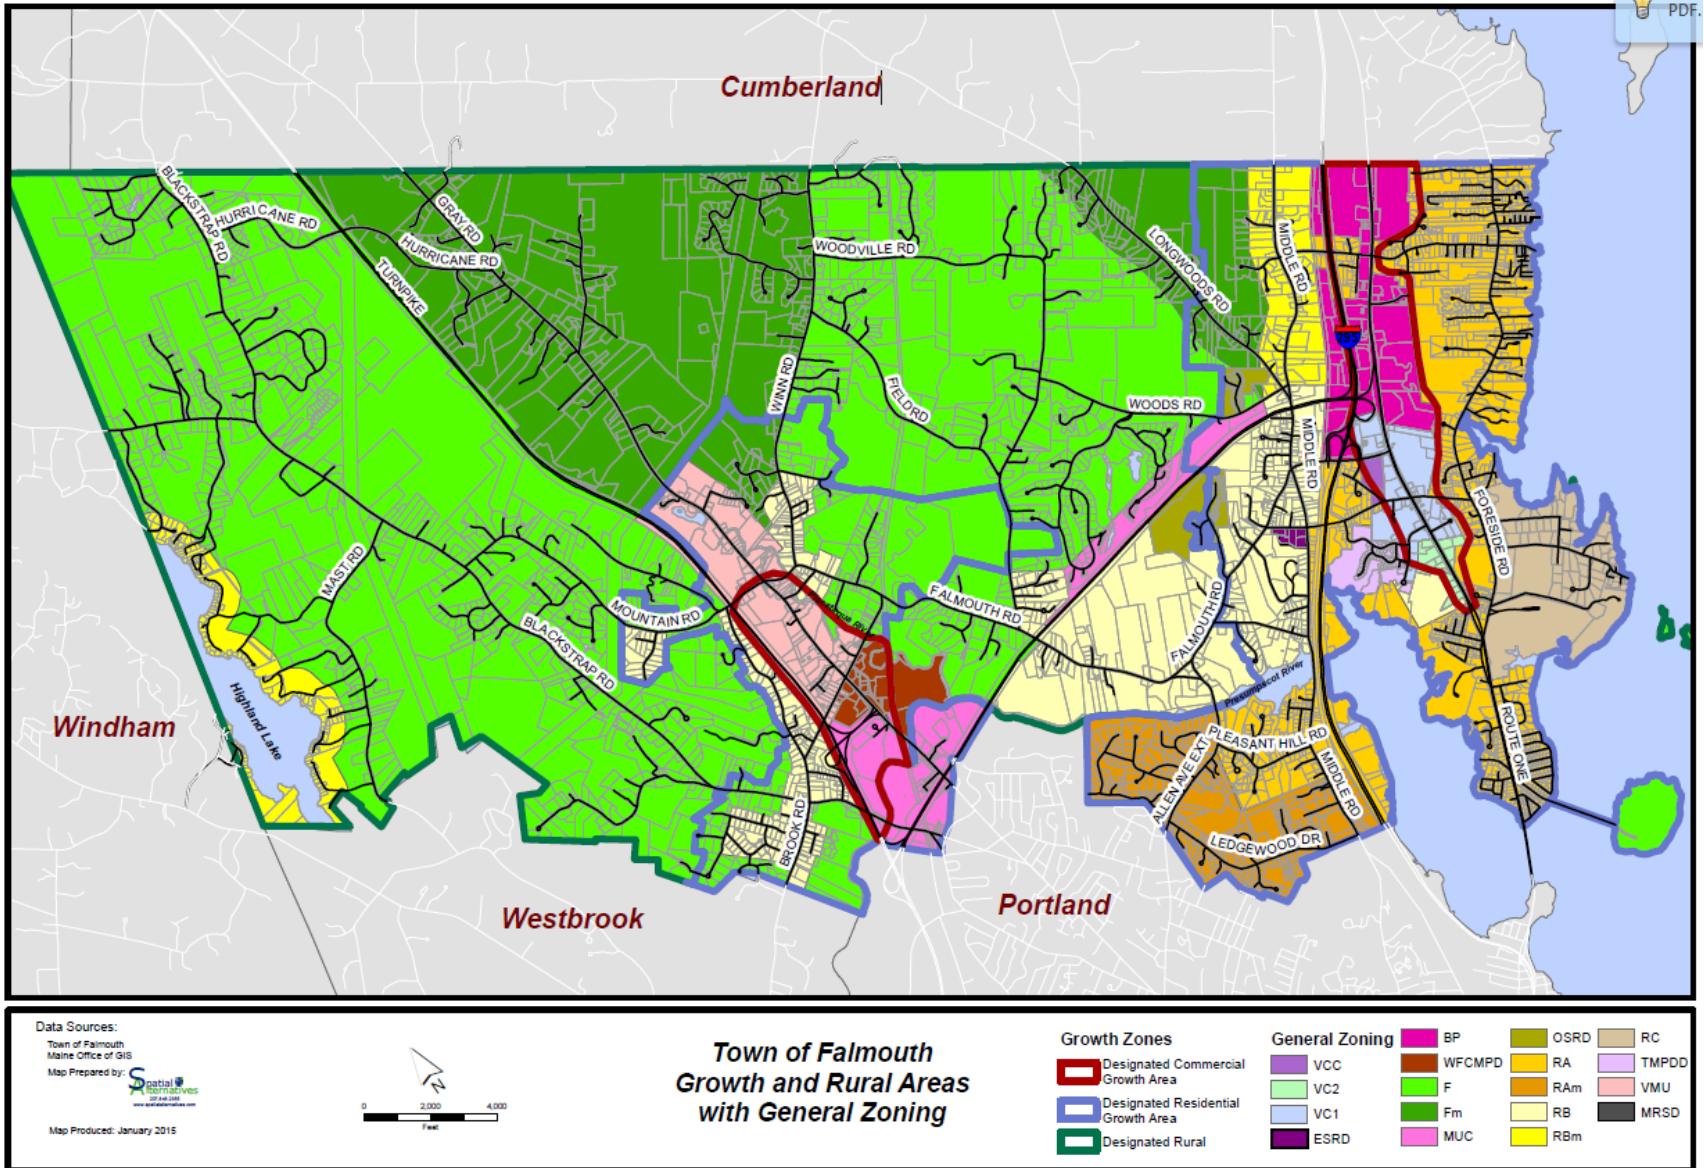 PDF.
Cumberland
BLACKSTRAP RD
HURRICANE RD
GRAY RD
HURRICANE RD
TURNPIKE
WOODVILLE RD
LONGWOODS RD
MIDDLE RD
295
WINN RD
FIELD RD
WOODS RD
MIDDLE RD
FORESIDE RD
MAST RD
MOUNTAIN RD
BLACKSTRAP RD
FALMOUTH RD
FALMOUTH RD
Presumpscot River
Highland Lake
Windham
PLEASANT HILL RD
ALLEN AVE EXT
MIDDLE RD
ROUTE ONE
LEDGEWOOD DR
BROOK RD
Westbrook
Portland
Data Sources:
Town of Falmouth
Maine Office of GIS
Map Prepared by:
Spatial
Alternatives
www.spatialalternatives.com
Map Produced: January 2015
N
0 2,000 4,000
Feet
Town of Falmouth
Growth and Rural Areas
with General Zoning
Growth Zones
Designated Commercial
Growth Area
Designated Residential
Growth Area
Designated Rural
General Zoning
VCC
VC2
VC1
ESRD
BP
WFCMPD
F
Fm
MUC
OSRD
RA
RAm
RB
RBm
RC
TMPDD
VMU
MRSD